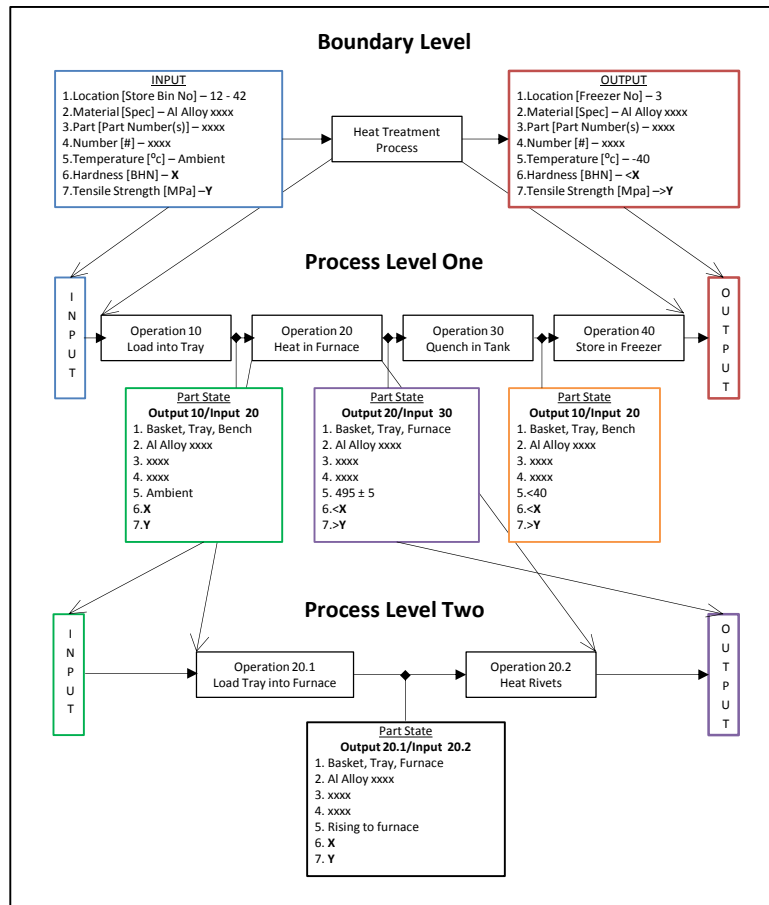 Boundary Level
INPUT
1.Location [Store Bin No] – 12 - 42
2.Material [Spec] – Al Alloy xxxx
3.Part [Part Number(s)] – xxxx
4.Number [#] – xxxx
5.Temperature [⁰c] – Ambient
6.Hardness [BHN] – X
7.Tensile Strength [MPa] –Y
Heat Treatment
Process
OUTPUT
1.Location [Freezer No] – 3
2.Material [Spec] – Al Alloy xxxx
3.Part [Part Number(s) – xxxx
4.Number [#] – xxxx
5.Temperature [⁰c] – -40
6.Hardness [BHN] – <X
7.Tensile Strength [Mpa] –>Y
Process Level One
INPUT
Operation 10
Load into Tray
Operation 20
Heat in Furnace
Operation 30
Quench in Tank
Operation 40
Store in Freezer
OUTPUT
Part State
Output 10/Input 20
1. Basket, Tray, Bench
2. Al Alloy xxxx
3. xxxx
4. xxxx
5. Ambient
6.X
7.Y
Part State
Output 20/Input 30
1. Basket, Tray, Furnace
2. Al Alloy xxxx
3. xxxx
4. xxxx
5. 495 ± 5
6.<X
7.>Y
Part State
Output 10/Input 20
1. Basket, Tray, Bench
2. Al Alloy xxxx
3. xxxx
4. xxxx
5.<40
6.<X
7.>Y
Process Level Two
INPUT
Operation 20.1
Load Tray into Furnace
Operation 20.2
Heat Rivets
OUTPUT
Part State
Output 20.1/Input 20.2
1. Basket, Tray, Furnace
2. Al Alloy xxxx
3. xxxx
4. xxxx
5. Rising to furnace
6. X
7. Y